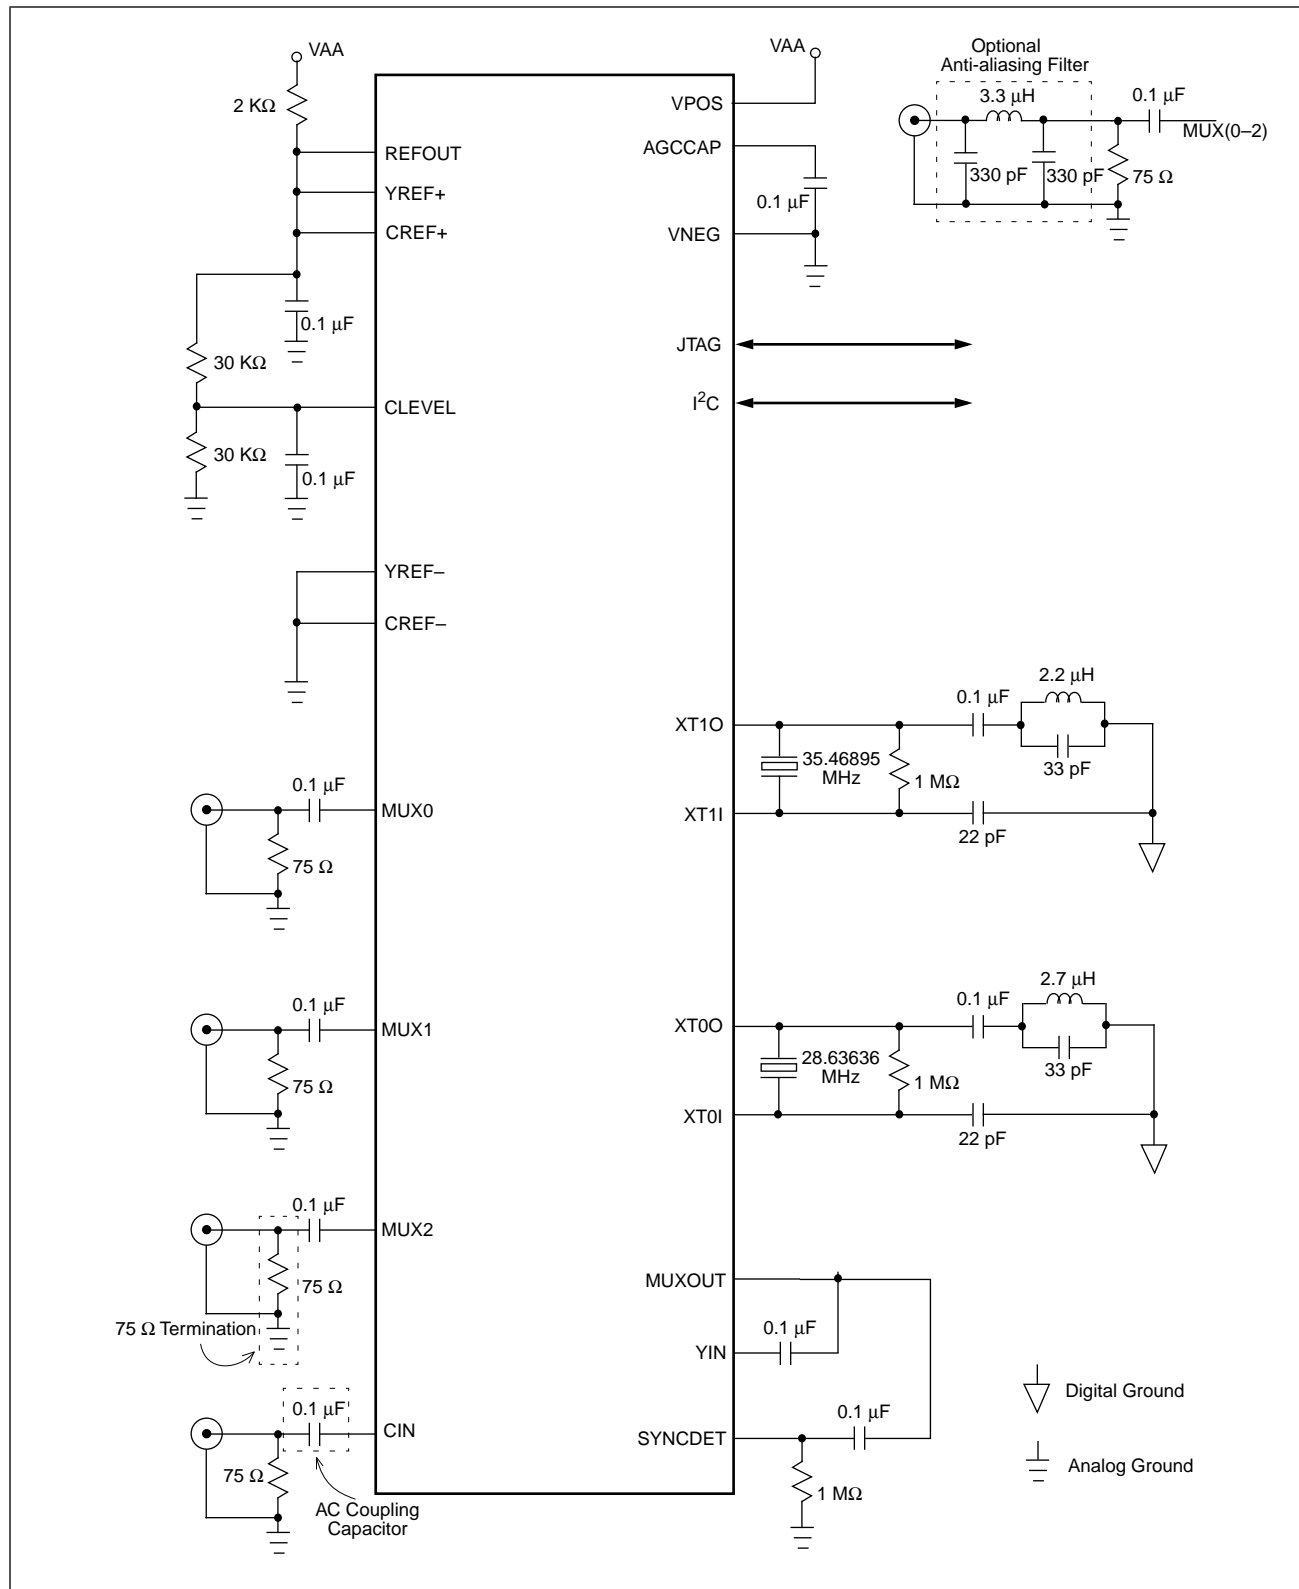 VAA
2 KΩ
REFOUT
YREF+
CREF+
0.1 μF
30 KΩ
CLEVEL
30 KΩ
0.1 μF
YREF–
CREF–
0.1 μF
MUX0
75 Ω
0.1 μF
MUX1
75 Ω
0.1 μF
MUX2
75 Ω
75 Ω Termination
0.1 μF
CIN
75 Ω
AC Coupling
Capacitor
VAA
VPOS
AGCCAP
0.1 μF
VNEG
JTAG
I²C
Optional
Anti-aliasing Filter
3.3 μH
0.1 μF
MUX(0–2)
330 pF
330 pF
75 Ω
2.2 μH
0.1 μF
XT1O
35.46895
MHz
1 MΩ
33 pF
XT1I
22 pF
2.7 μH
0.1 μF
XT0O
28.63636
MHz
1 MΩ
33 pF
XT0I
22 pF
MUXOUT
0.1 μF
YIN
0.1 μF
SYNCDET
1 MΩ
Digital Ground
Analog Ground